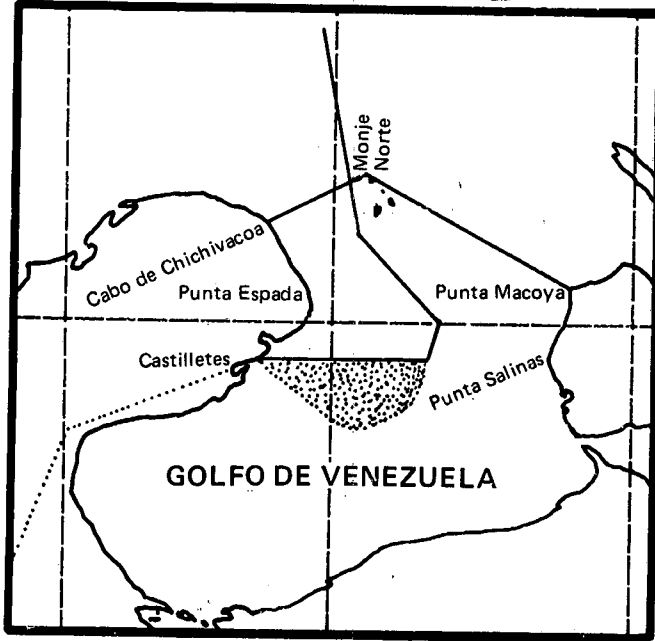 Monje
Norte
Cabo de Chichivacoa
Punta Espada
Punta Macoya
Castilletes
Punta Salinas
GOLFO DE VENEZUELA